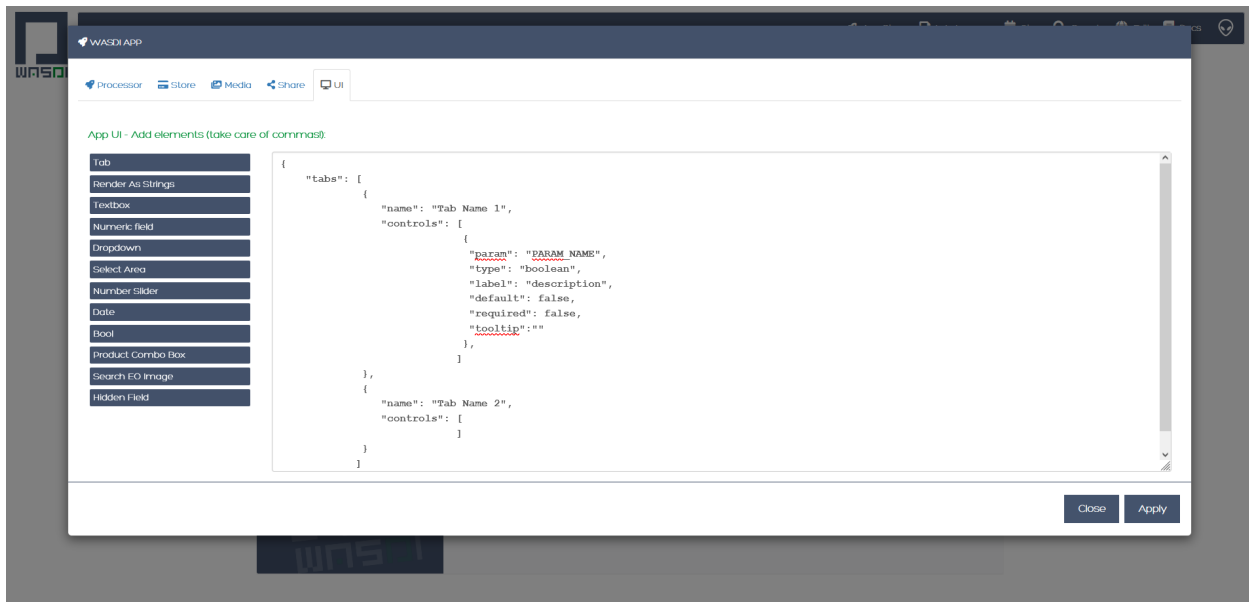 WASDI APP
Processor Store Media Share UI
App UI - Add elements (take care of commas!):
Tab
Render As Strings
Textbox
Numeric field
Dropdown
Select Area
Number Slider
Date
Bool
Product Combo Box
Search EO Image
Hidden Field
{
"tabs": [
{
"name": "Tab Name 1",
"controls": [
{
"param": "PARAM_NAME",
"type": "boolean",
"label": "description",
"default": false,
"required": false,
"tooltip":""
},
]
},
{
"name": "Tab Name 2",
"controls": [
]
}
]
Close Apply